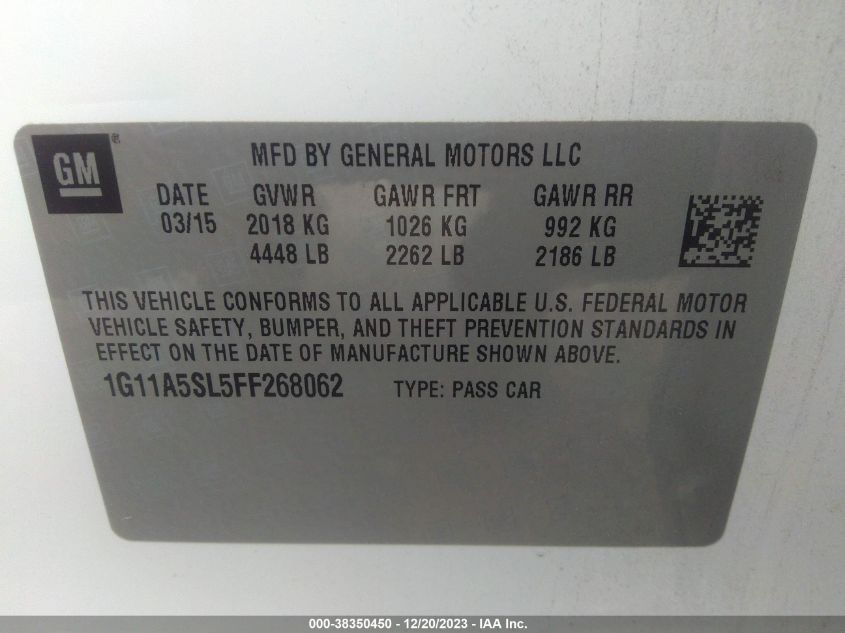 GM ®
MFD BY GENERAL MOTORS LLC
DATE GVWR GAWR FRT GAWR RR
03/15 2018 KG 1026 KG 992 KG
4448 LB 2262 LB 2186 LB
THIS VEHICLE CONFORMS TO ALL APPLICABLE U.S. FEDERAL MOTOR
VEHICLE SAFETY, BUMPER, AND THEFT PREVENTION STANDARDS IN
EFFECT ON THE DATE OF MANUFACTURE SHOWN ABOVE.
1G11A5SL5FF268062 TYPE: PASS CAR
000-38350450 - 12/20/2023 - IAA Inc.